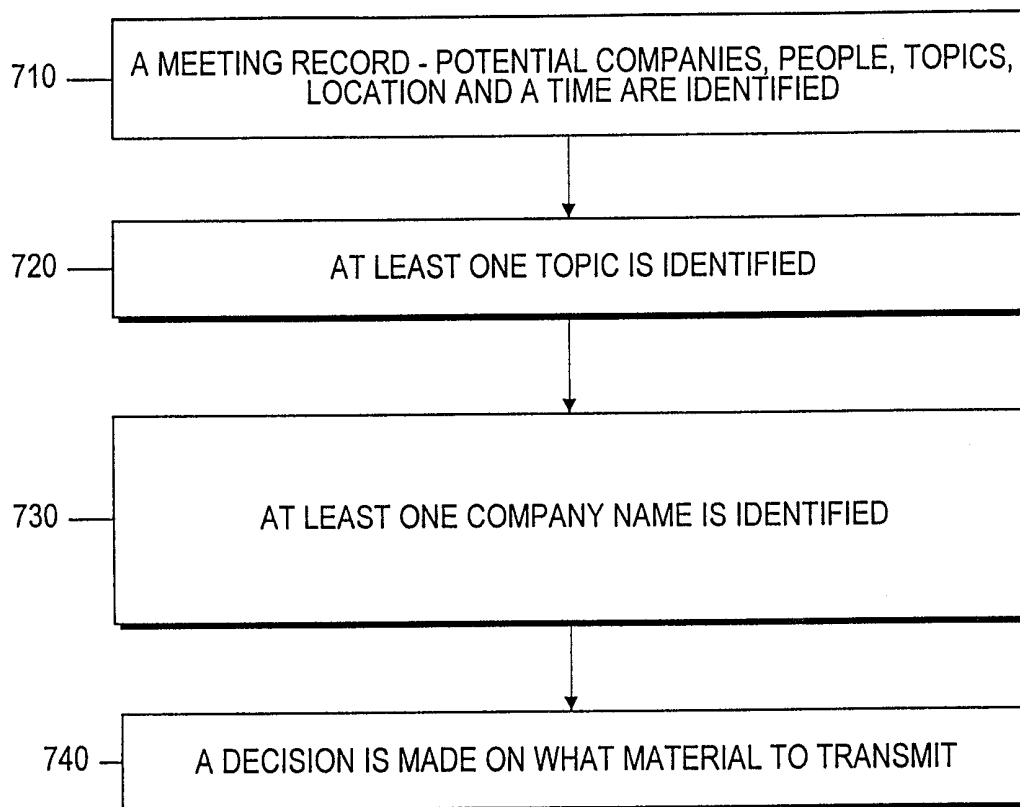 710
A MEETING RECORD - POTENTIAL COMPANIES, PEOPLE, TOPICS,
LOCATION AND A TIME ARE IDENTIFIED
720
AT LEAST ONE TOPIC IS IDENTIFIED
730
AT LEAST ONE COMPANY NAME IS IDENTIFIED
740
A DECISION IS MADE ON WHAT MATERIAL TO TRANSMIT